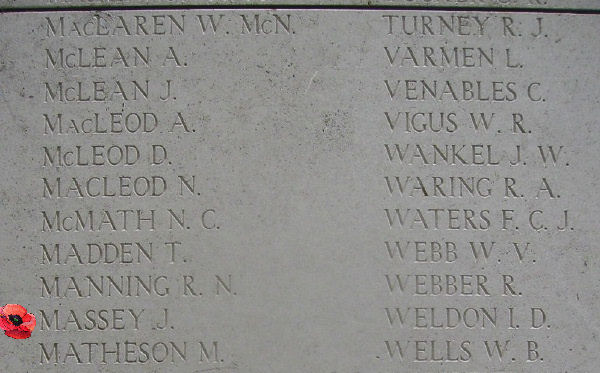 MacLAREN W. McN.
McLEAN A.
McLEAN J.
MacLEOD A.
McLEOD D.
MACLEOD N.
McMATH N. C.
MADDEN T.
MANNING R. N.
MASSEY J.
MATHESON M.
TURNEY R. J.
VARMEN L.
VENABLES C.
VIGUS W. R.
WANKEL J. W.
WARING R. A.
WATERS F. C. J.
WEBB W. V.
WEBBER R.
WELDON I. D.
WELLS W. B.